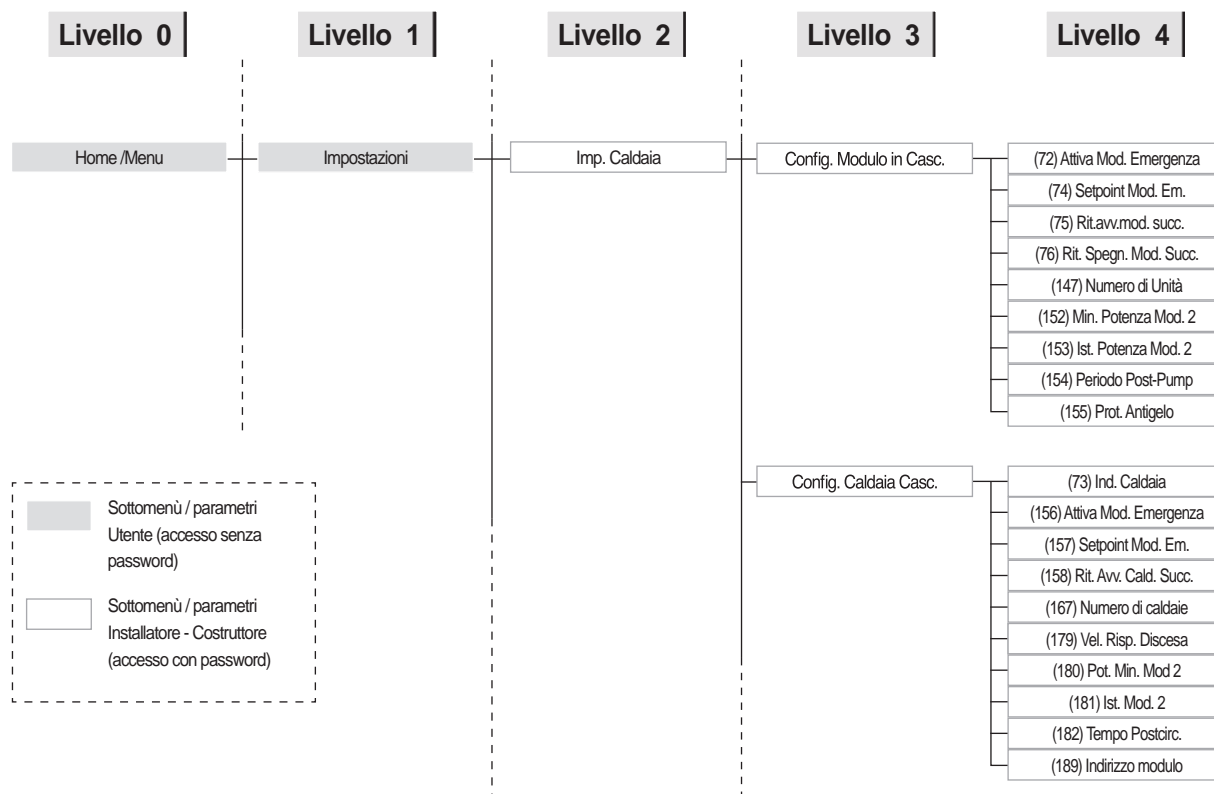 Livello 0
Livello 1
Livello 2
Livello 3
Livello 4
Home /Menu
Impostazioni
Imp. Caldaia
Config. Modulo in Casc.
(72) Attiva Mod. Emergenza
(74) Setpoint Mod. Em.
(75) Rit.avv.mod. succ.
(76) Rit. Spegn. Mod. Succ.
(147) Numero di Unità
(152) Min. Potenza Mod. 2
(153) Ist. Potenza Mod. 2
(154) Periodo Post-Pump
(155) Prot. Antigelo
Config. Caldaia Casc.
(73) Ind. Caldaia
(156) Attiva Mod. Emergenza
(157) Setpoint Mod. Em.
(158) Rit. Avv. Cald. Succ.
(167) Numero di caldaie
(179) Vel. Risp. Discesa
(180) Pot. Min. Mod 2
(181) Ist. Mod. 2
(182) Tempo Postcirc.
(189) Indirizzo modulo
Sottomenù / parametri
Utente (accesso senza
password)
Sottomenù / parametri
Installatore - Costruttore
(accesso con password)